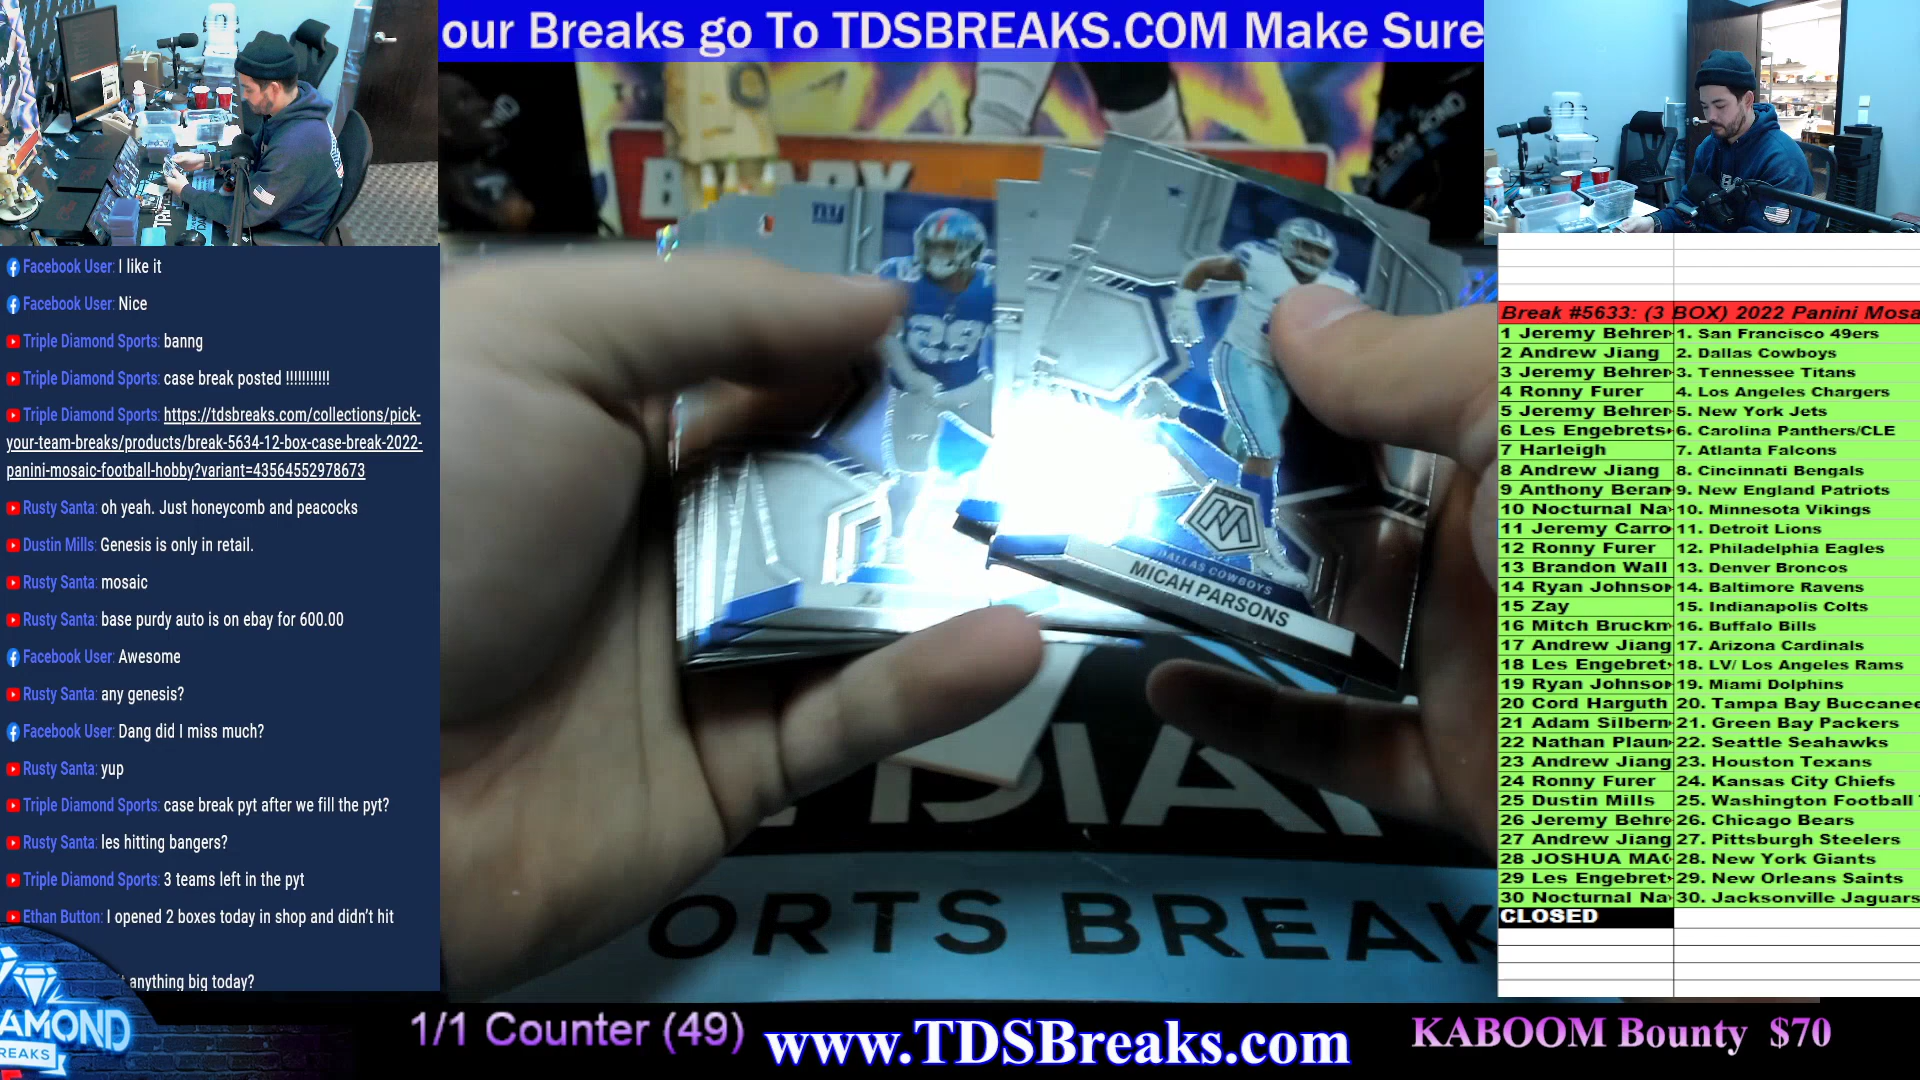 our Breaks go To TDSBREAKS.COM Make Sure
Facebook User: I like it
Facebook User: Nice
Triple Diamond Sports: banng
Triple Diamond Sports: case break posted !!!!!!!!!!!
Triple Diamond Sports: https://tdsbreaks.com/collections/pick-
your-team-breaks/products/break-5634-12-box-case-break-2022-
panini-mosaic-football-hobby?variant=43564552978673
Rusty Santa: oh yeah. Just honeycomb and peacocks
Dustin Mills: Genesis is only in retail.
Rusty Santa: mosaic
Rusty Santa: base purdy auto is on ebay for 600.00
Facebook User: Awesome
Rusty Santa: any genesis?
Facebook User: Dang did I miss much?
Rusty Santa: yup
Triple Diamond Sports: case break pyt after we fill the pyt?
Rusty Santa: les hitting bangers?
Triple Diamond Sports: 3 teams left in the pyt
Ethan Button: I opened 2 boxes today in shop and didn't hit
anything big today?
AMOND
REAKS
DALLAS COWBOYS
MICAH PARSONS
DIA
ORTS BREAK
Break #5633: (3 BOX) 2022 Panini Mosa
1 Jeremy Behrer 1. San Francisco 49ers
2 Andrew Jiang 2. Dallas Cowboys
3 Jeremy Behrer 3. Tennessee Titans
4 Ronny Furer 4. Los Angeles Chargers
5 Jeremy Behrer 5. New York Jets
6 Les Engebrets 6. Carolina Panthers/CLE
7 Harleigh 7. Atlanta Falcons
8 Andrew Jiang 8. Cincinnati Bengals
9 Anthony Beran 9. New England Patriots
10 Nocturnal Na 10. Minnesota Vikings
11 Jeremy Carro 11. Detroit Lions
12 Ronny Furer 12. Philadelphia Eagles
13 Brandon Wall 13. Denver Broncos
14 Ryan Johnsor 14. Baltimore Ravens
15 Zay 15. Indianapolis Colts
16 Mitch Bruckm 16. Buffalo Bills
17 Andrew Jiang 17. Arizona Cardinals
18 Les Engebret 18. LV/ Los Angeles Rams
19 Ryan Johnsor 19. Miami Dolphins
20 Cord Harguth 20. Tampa Bay Buccanee
21 Adam Silbern 21. Green Bay Packers
22 Nathan Plaun 22. Seattle Seahawks
23 Andrew Jiang 23. Houston Texans
24 Ronny Furer 24. Kansas City Chiefs
25 Dustin Mills 25. Washington Football
26 Jeremy Behre 26. Chicago Bears
27 Andrew Jiang 27. Pittsburgh Steelers
28 JOSHUA MAC 28. New York Giants
29 Les Engebret 29. New Orleans Saints
30 Nocturnal Na 30. Jacksonville Jaguars
CLOSED
1/1 Counter (49)
www.TDSBreaks.com
KABOOM Bounty $70